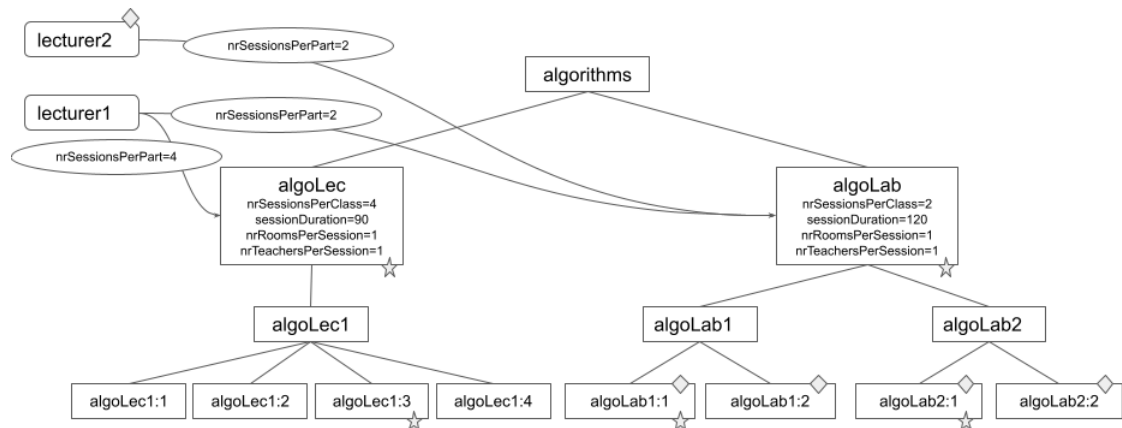 lecturer2
nrSessionsPerPart=2
algorithms
lecturer1
nrSessionsPerPart=2
nrSessionsPerPart=4
algoLec
nrSessionsPerClass=4
sessionDuration=90
nrRoomsPerSession=1
nrTeachersPerSession=1
algoLab
nrSessionsPerClass=2
sessionDuration=120
nrRoomsPerSession=1
nrTeachersPerSession=1
algoLec1
algoLab1
algoLab2
algoLec1:1
algoLec1:2
algoLec1:3
algoLec1:4
algoLab1:1
algoLab1:2
algoLab2:1
algoLab2:2